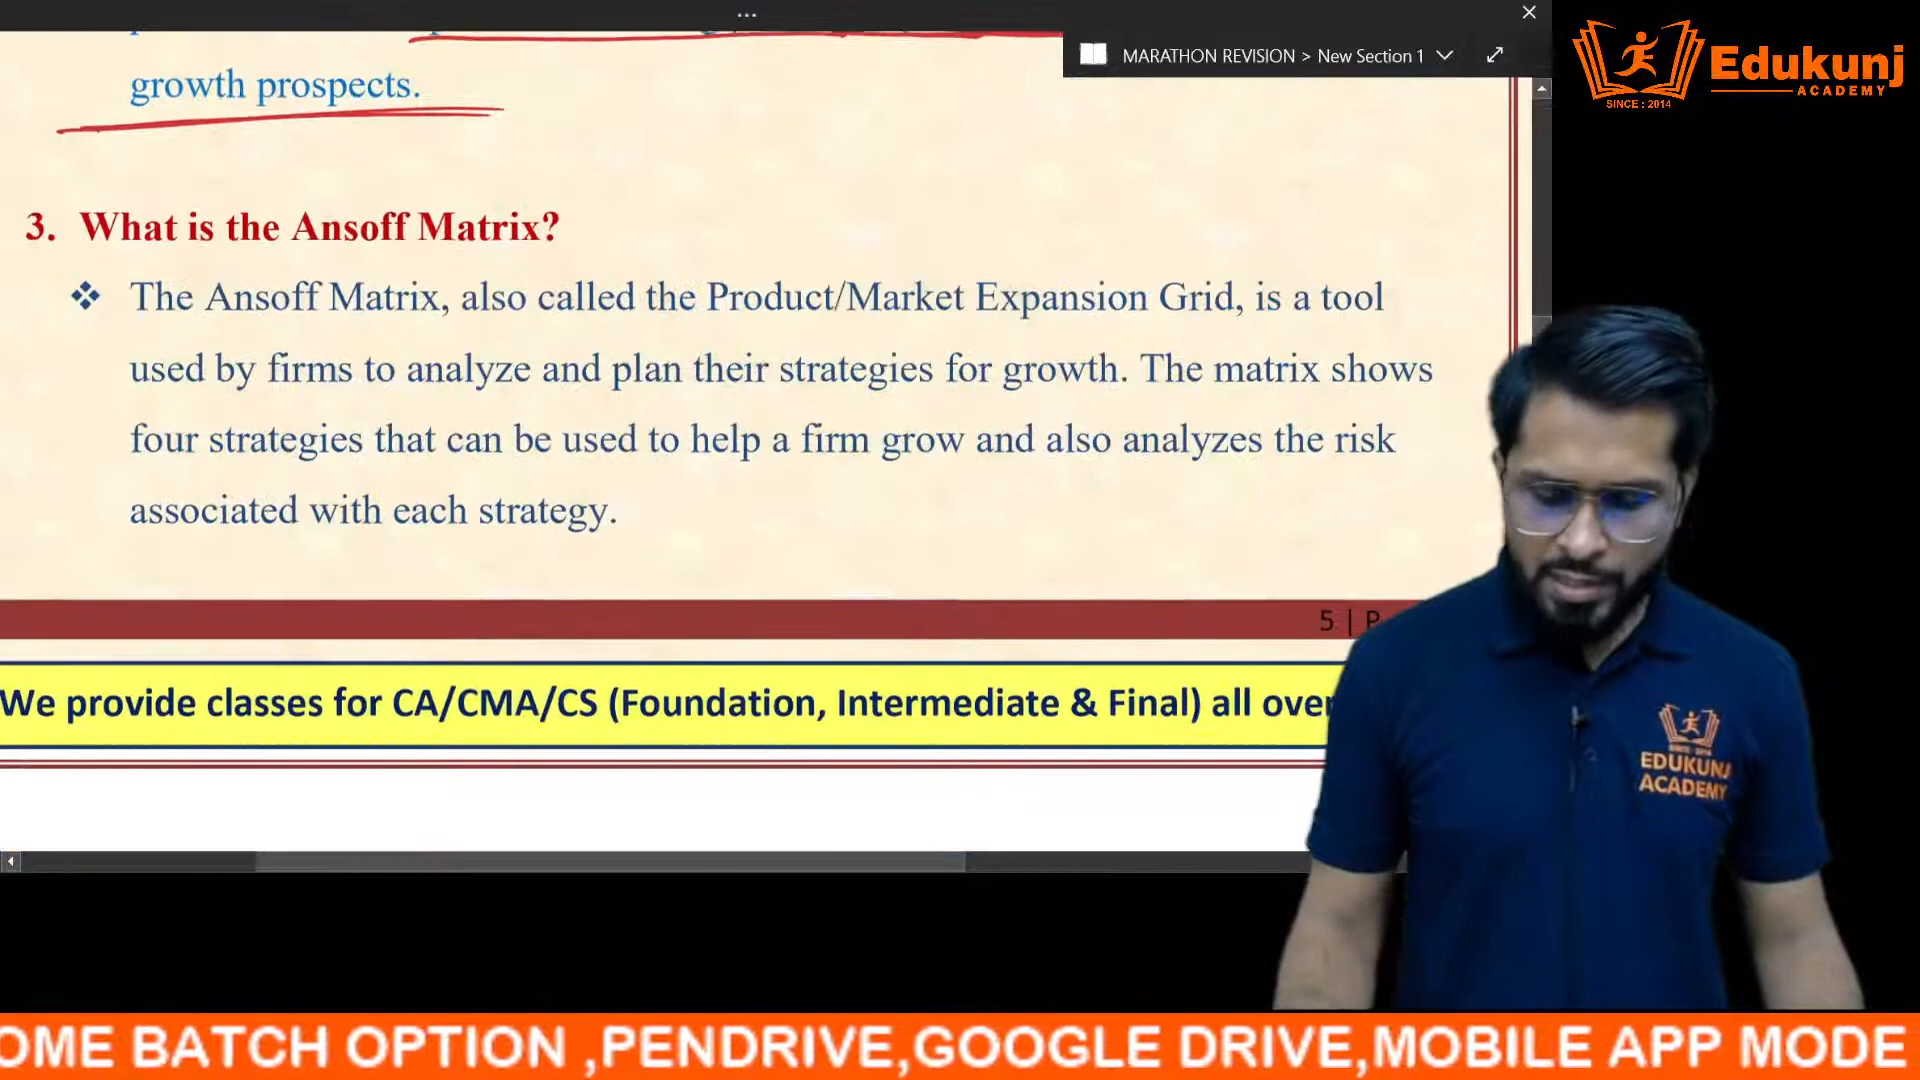 ...
MARATHON REVISION > New Section 1
Edukunj
ACADEMY
SINCE : 2014
growth prospects.
3. What is the Ansoff Matrix?
The Ansoff Matrix, also called the Product/Market Expansion Grid, is a tool
used by firms to analyze and plan their strategies for growth. The matrix shows
four strategies that can be used to help a firm grow and also analyzes the risk
associated with each strategy.
5 | P
We provide classes for CA/CMA/CS (Foundation, Intermediate & Final) all over
EDUKUNJ
ACADEMY
OME BATCH OPTION ,PENDRIVE,GOOGLE DRIVE,MOBILE APP MODE